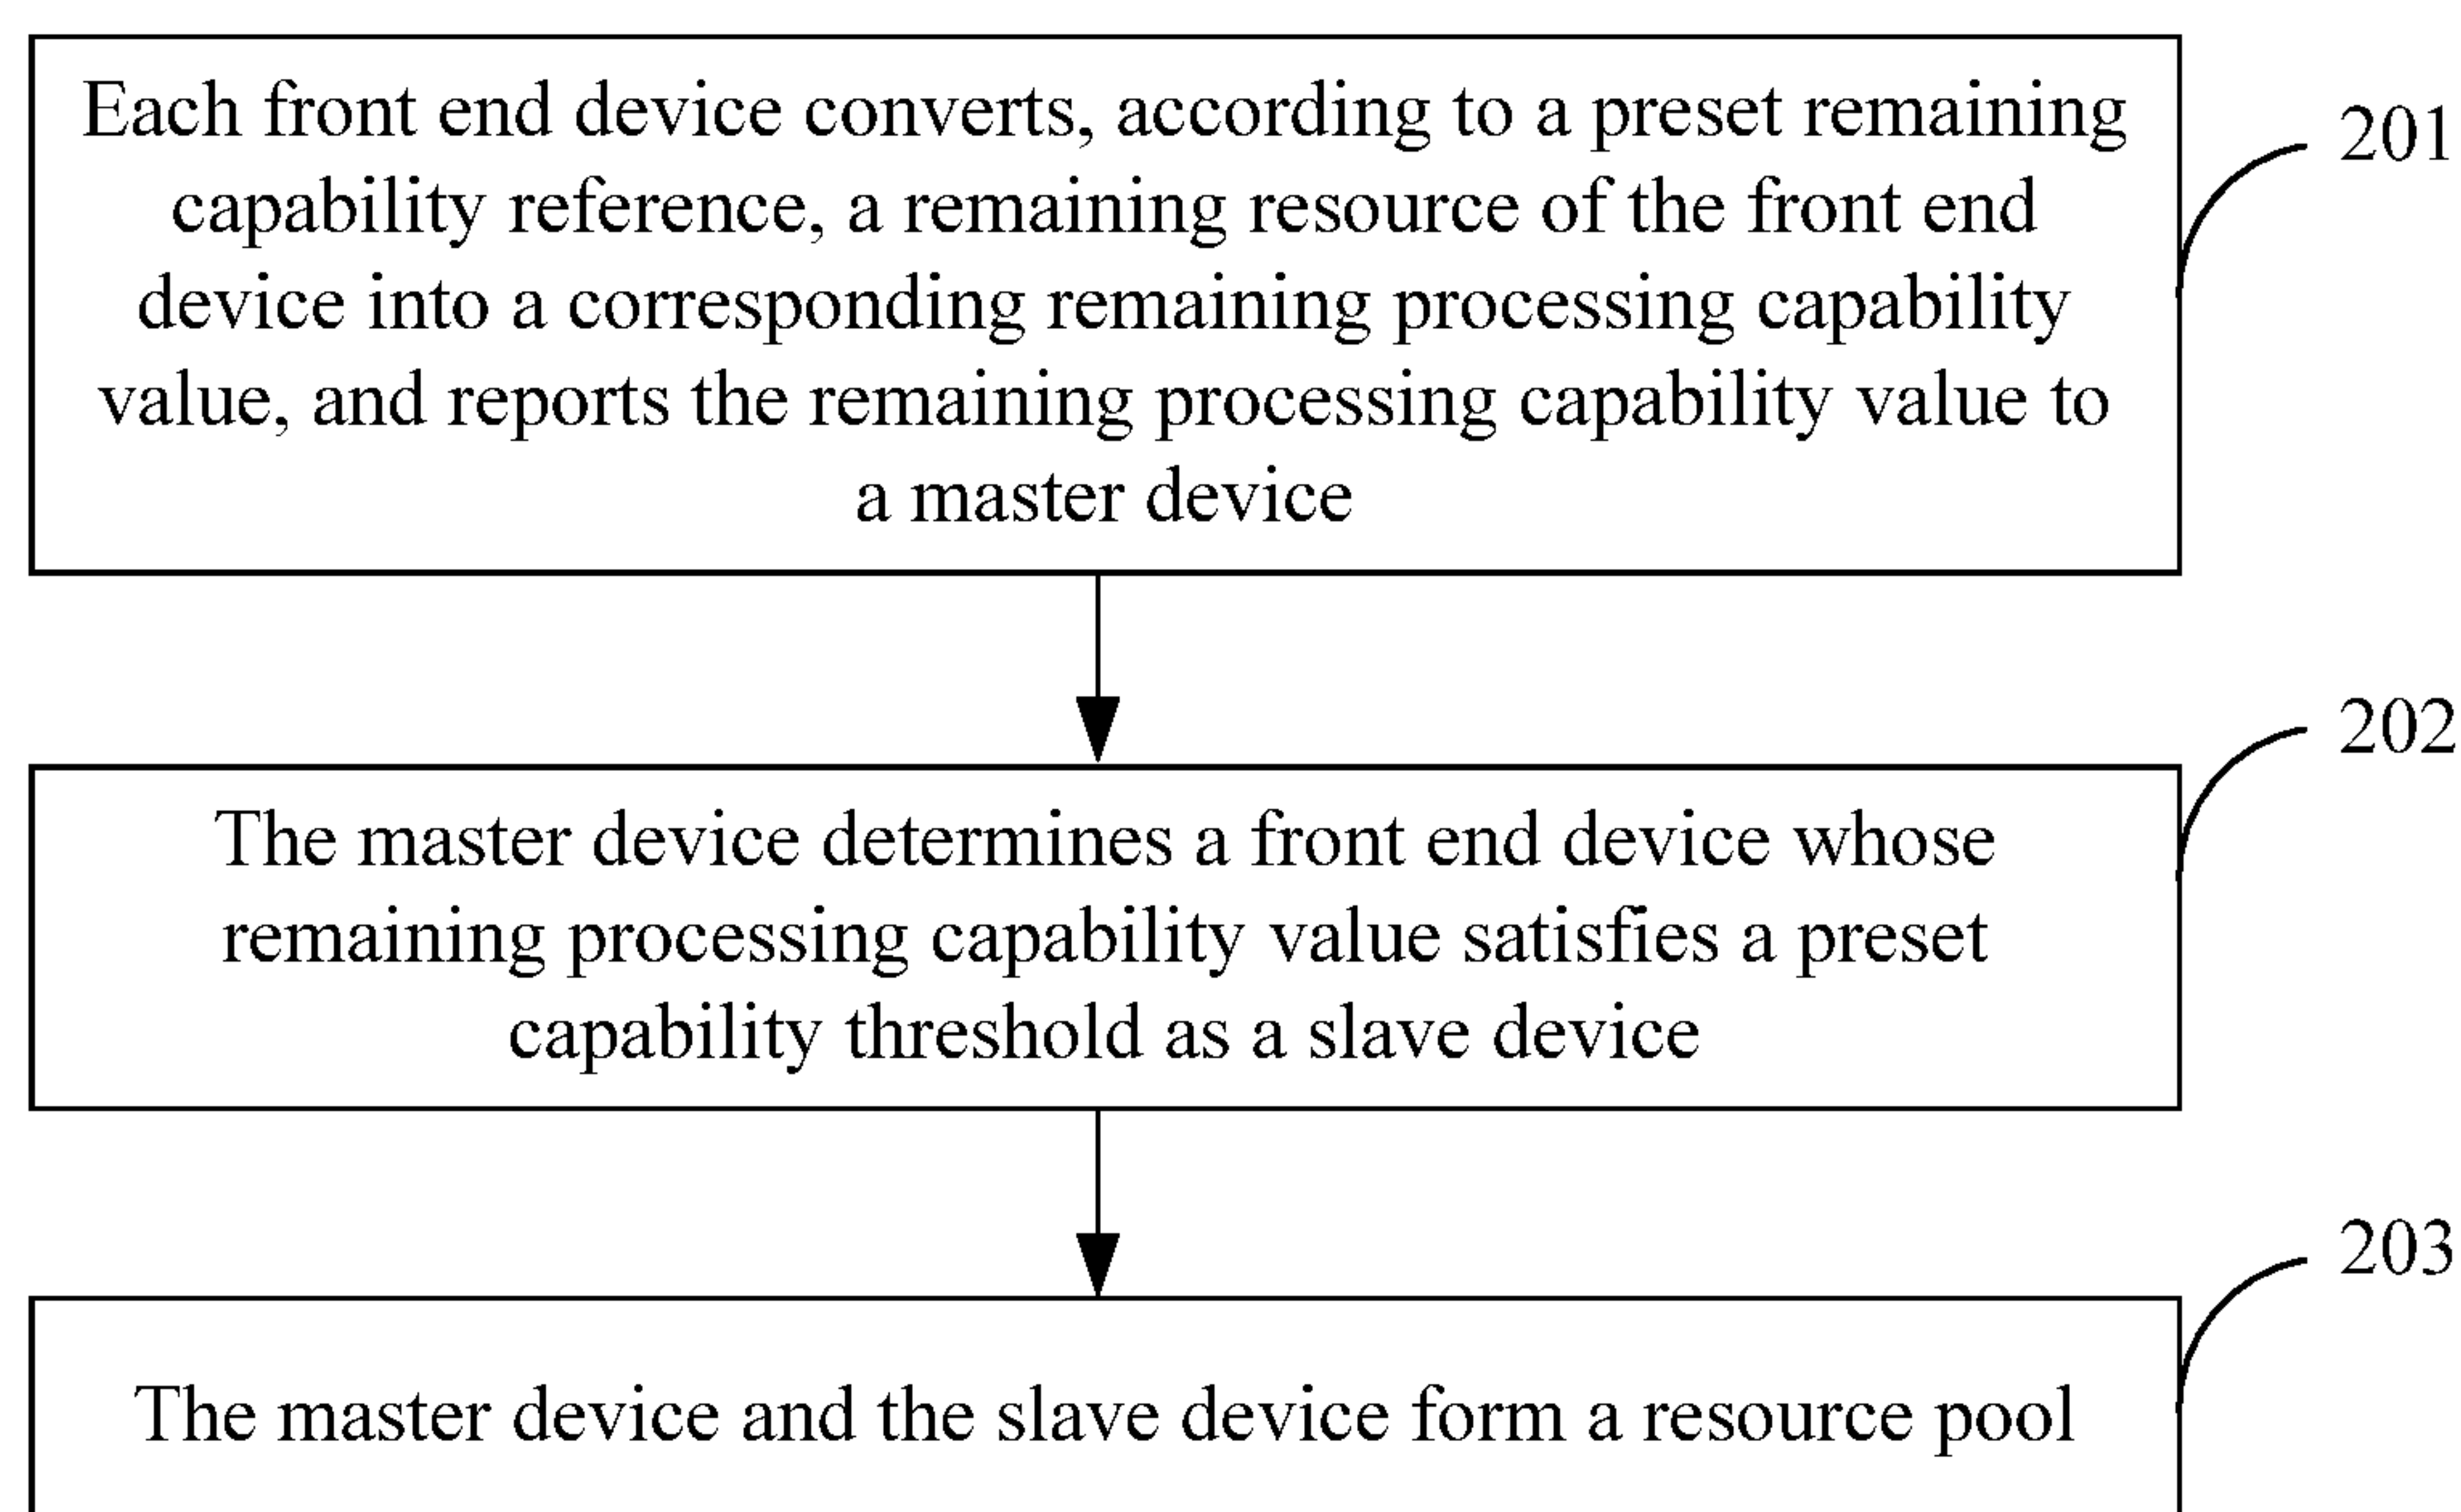 Each front end device converts, according to a preset remaining
capability reference, a remaining resource of the front end
device into a corresponding remaining processing capability
value, and reports the remaining processing capability value to
a master device
201
The master device determines a front end device whose
remaining processing capability value satisfies a preset
capability threshold as a slave device
202
The master device and the slave device form a resource pool
203